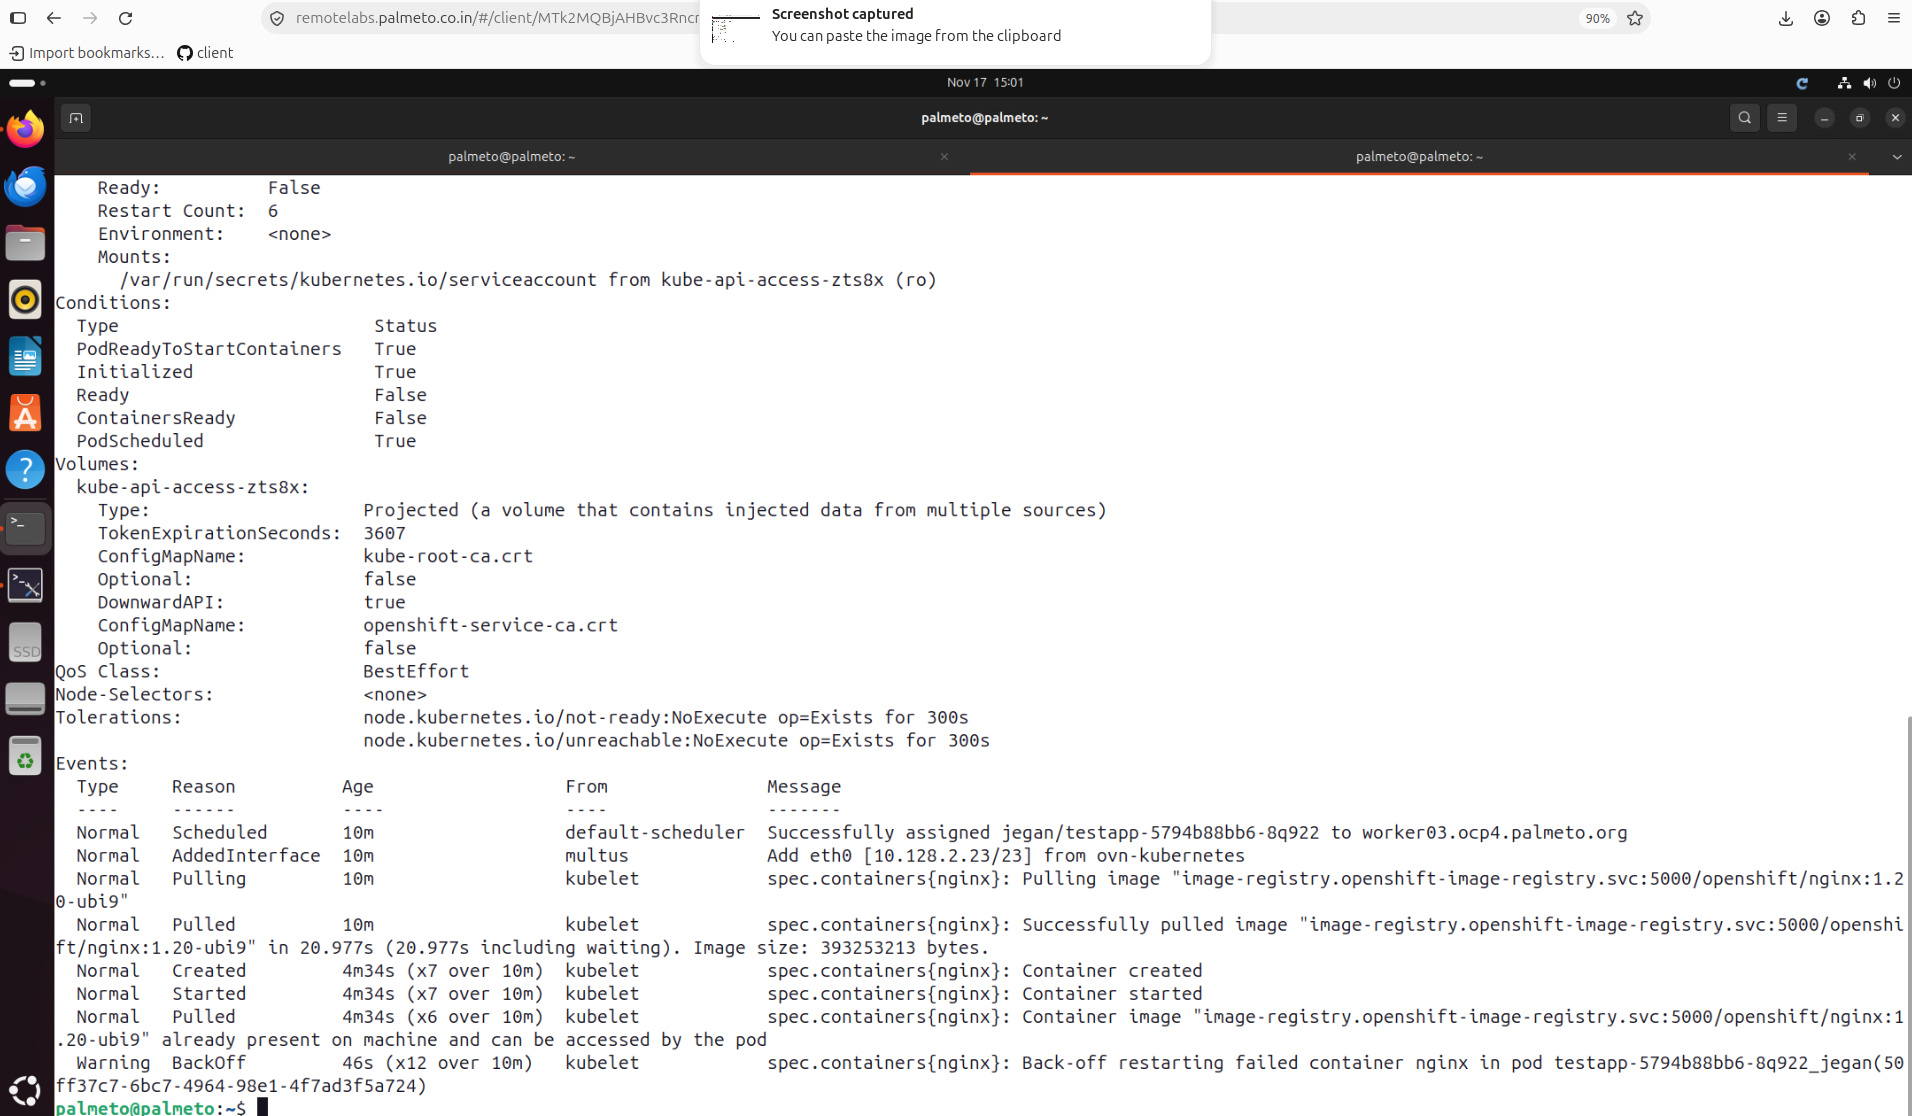 remotelabs.palmeto.co.in/#/client/MTk2MQBjAHBvc3Rncr
Screenshot captured
You can paste the image from the clipboard
90%
Import bookmarks...
client
Nov 17 15:01
palmeto@palmeto: ~
palmeto@palmeto: ~
palmeto@palmeto: ~
Ready: False
Restart Count: 6
Environment: <none>
Mounts:
/var/run/secrets/kubernetes.io/serviceaccount from kube-api-access-zts8x (ro)
Conditions:
Type Status
PodReadyToStartContainers True
Initialized True
Ready False
ContainersReady False
PodScheduled True
Volumes:
kube-api-access-zts8x:
Type: Projected (a volume that contains injected data from multiple sources)
TokenExpirationSeconds: 3607
ConfigMapName: kube-root-ca.crt
Optional: false
DownwardAPI: true
ConfigMapName: openshift-service-ca.crt
Optional: false
QoS Class: BestEffort
Node-Selectors: <none>
Tolerations: node.kubernetes.io/not-ready:NoExecute op=Exists for 300s
node.kubernetes.io/unreachable:NoExecute op=Exists for 300s
Events:
Type Reason Age From Message
---- ------ ---- ---- -------
Normal Scheduled 10m default-scheduler Successfully assigned jegan/testapp-5794b88bb6-8q922 to worker03.ocp4.palmeto.org
Normal AddedInterface 10m multus Add eth0 [10.128.2.23/23] from ovn-kubernetes
Normal Pulling 10m kubelet spec.containers{nginx}: Pulling image "image-registry.openshift-image-registry.svc:5000/openshift/nginx:1.2
0-ubi9"
Normal Pulled 10m kubelet spec.containers{nginx}: Successfully pulled image "image-registry.openshift-image-registry.svc:5000/openshi
ft/nginx:1.20-ubi9" in 20.977s (20.977s including waiting). Image size: 393253213 bytes.
Normal Created 4m34s (x7 over 10m) kubelet spec.containers{nginx}: Container created
Normal Started 4m34s (x7 over 10m) kubelet spec.containers{nginx}: Container started
Normal Pulled 4m34s (x6 over 10m) kubelet spec.containers{nginx}: Container image "image-registry.openshift-image-registry.svc:5000/openshift/nginx:1
.20-ubi9" already present on machine and can be accessed by the pod
Warning BackOff 46s (x12 over 10m) kubelet spec.containers{nginx}: Back-off restarting failed container nginx in pod testapp-5794b88bb6-8q922_jegan(50
ff37c7-6bc7-4964-98e1-4f7ad3f5a724)
palmeto@palmeto:~$
SSD